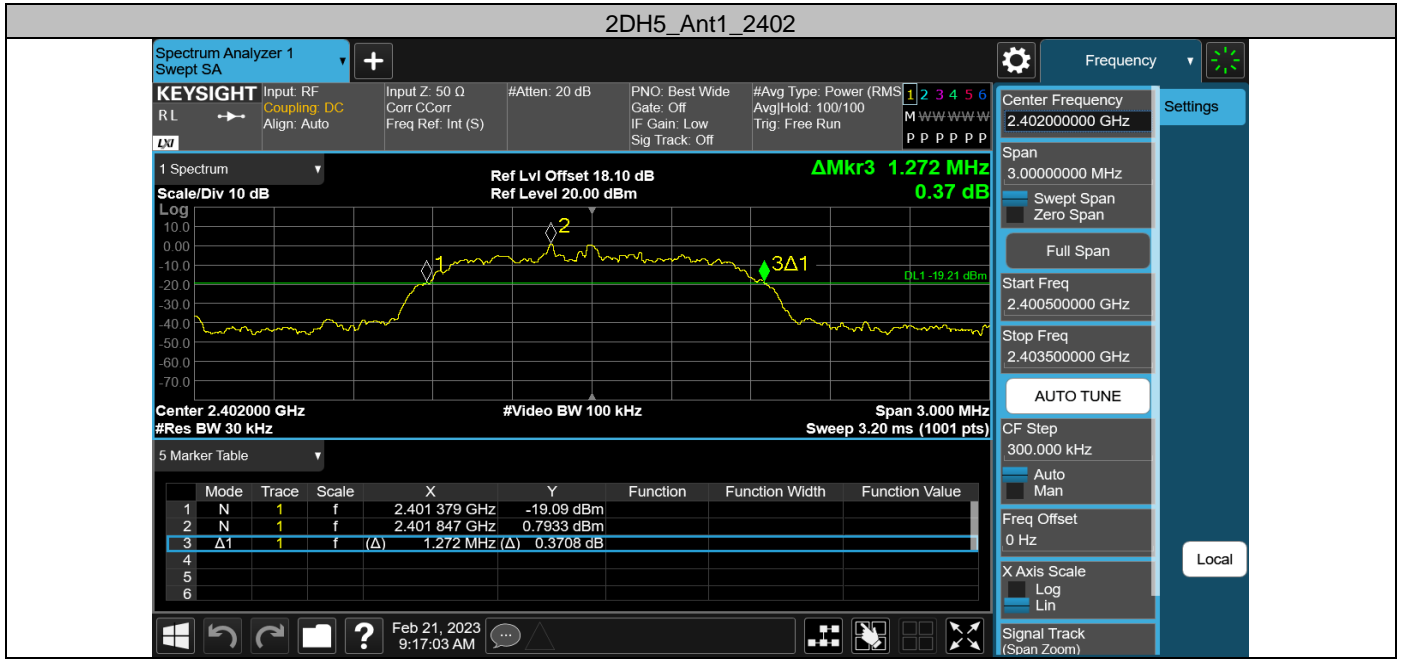 2DH5_Ant1_2402
Spectrum Analyzer 1
Swept SA
Frequency
KEYSIGHT
RL
LXI
Input: RF
Coupling: DC
Align: Auto
Input Z: 50 Ω
Corr CCorr
Freq Ref: Int (S)
#Atten: 20 dB
PNO: Best Wide
Gate: Off
IF Gain: Low
Sig Track: Off
#Avg Type: Power (RMS
Avg|Hold: 100/100
Trig: Free Run
1 2 3 4 5 6
M W W W W W
P P P P P P
1 Spectrum
Scale/Div 10 dB
Ref Lvl Offset 18.10 dB
Ref Level 20.00 dBm
ΔMkr3 1.272 MHz
0.37 dB
Log
10.0
0.00
-10.0
-20.0
-30.0
-40.0
-50.0
-60.0
-70.0
1
2
3Δ1
DL1 -19.21 dBm
Center 2.402000 GHz
#Video BW 100 kHz
Span 3.000 MHz
#Res BW 30 kHz
Sweep 3.20 ms (1001 pts)
5 Marker Table
Mode Trace Scale X Y Function Function Width Function Value
1 N 1 f 2.401 379 GHz -19.09 dBm
2 N 1 f 2.401 847 GHz 0.7933 dBm
3 Δ1 1 f (Δ) 1.272 MHz (Δ) 0.3708 dB
4
5
6
Feb 21, 2023
9:17:03 AM
Center Frequency
2.402000000 GHz
Settings
Span
3.00000000 MHz
Swept Span
Zero Span
Full Span
Start Freq
2.400500000 GHz
Stop Freq
2.403500000 GHz
AUTO TUNE
CF Step
300.000 kHz
Auto
Man
Freq Offset
0 Hz
X Axis Scale
Log
Lin
Signal Track
(Span Zoom)
Local